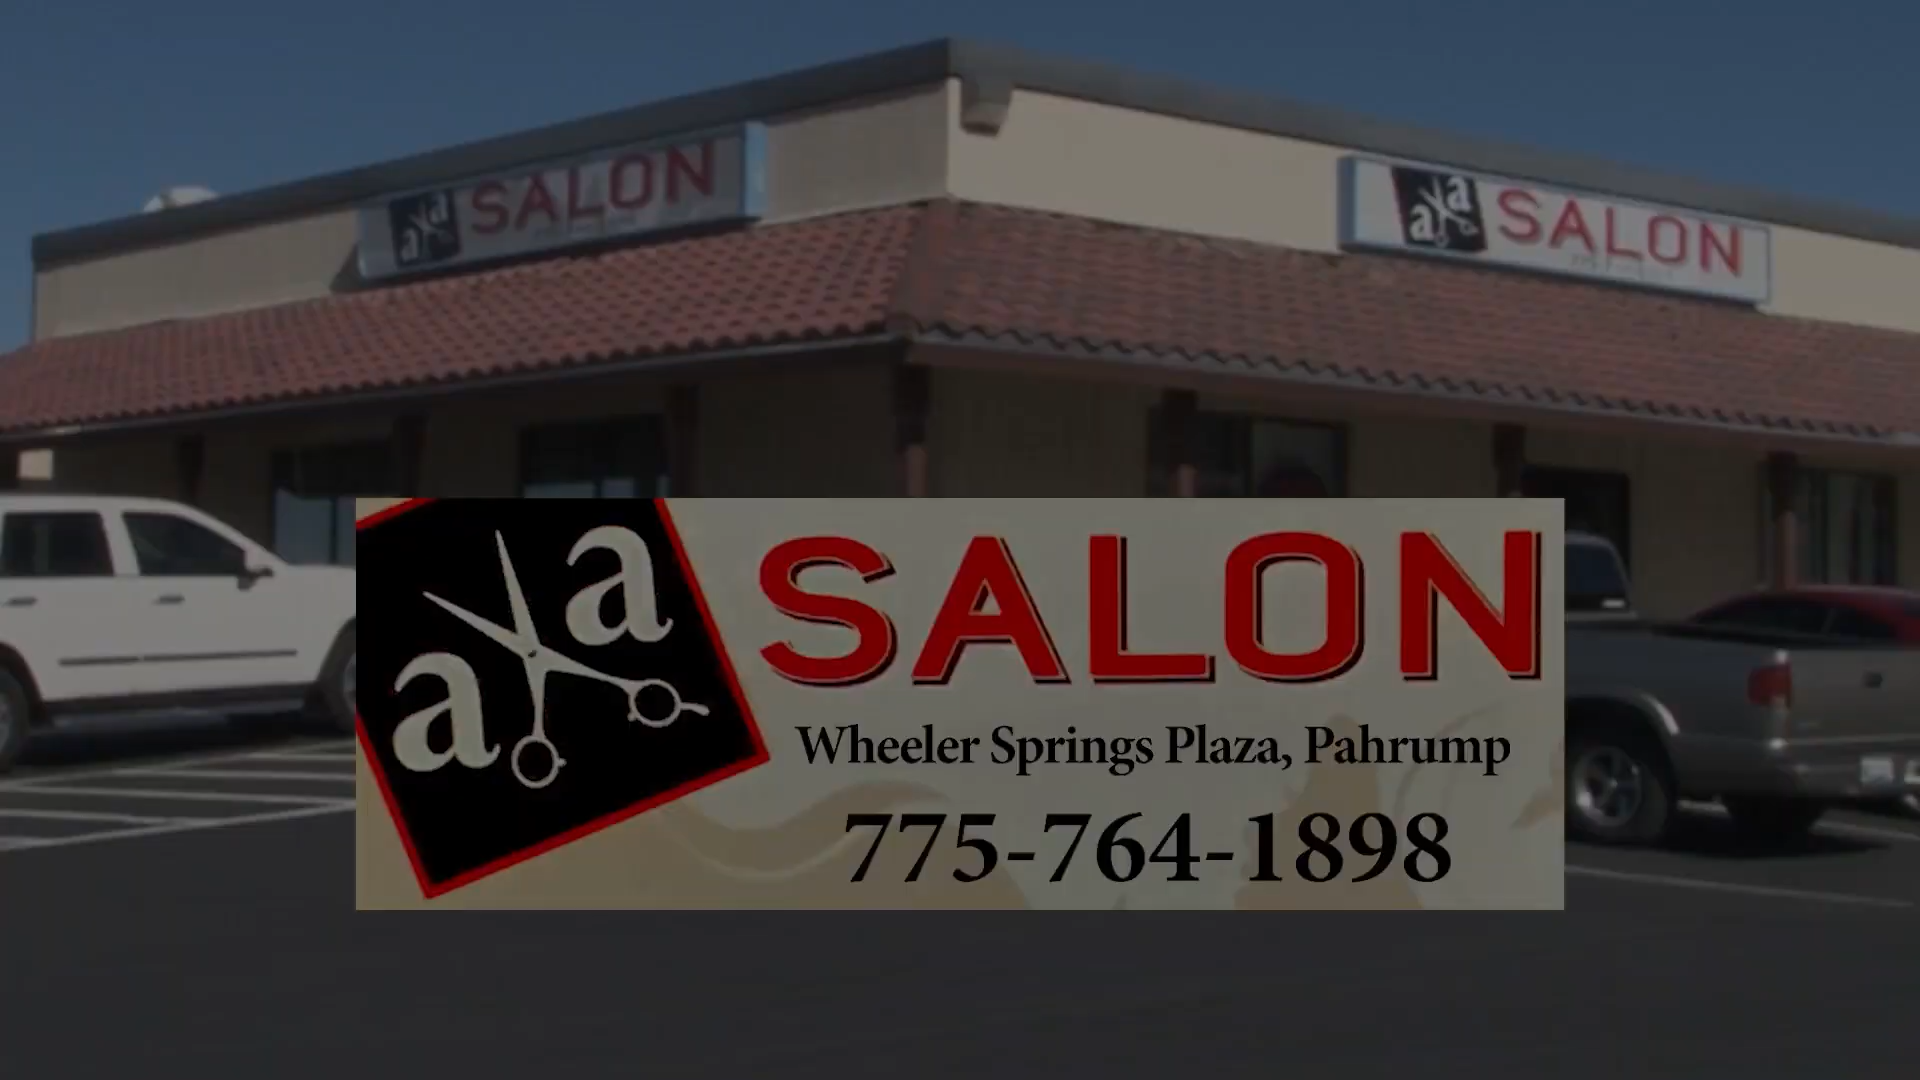 a a SALON
a a SALON
a a SALON
Wheeler Springs Plaza, Pahrump
775-764-1898